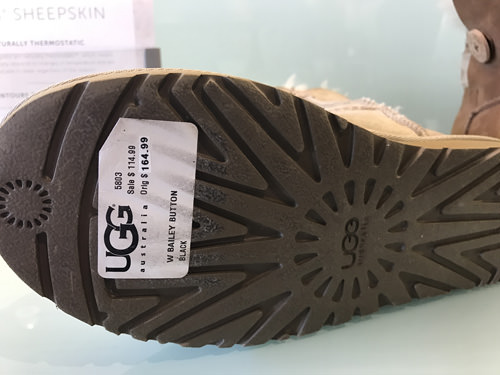 SHEEPSKIN
TURALLY THERMOSTATIC
5803
Sale $ 114.99
Orig $ 164.99
UGG®
australia
W BAILEY BUTTON
BLACK
UGG